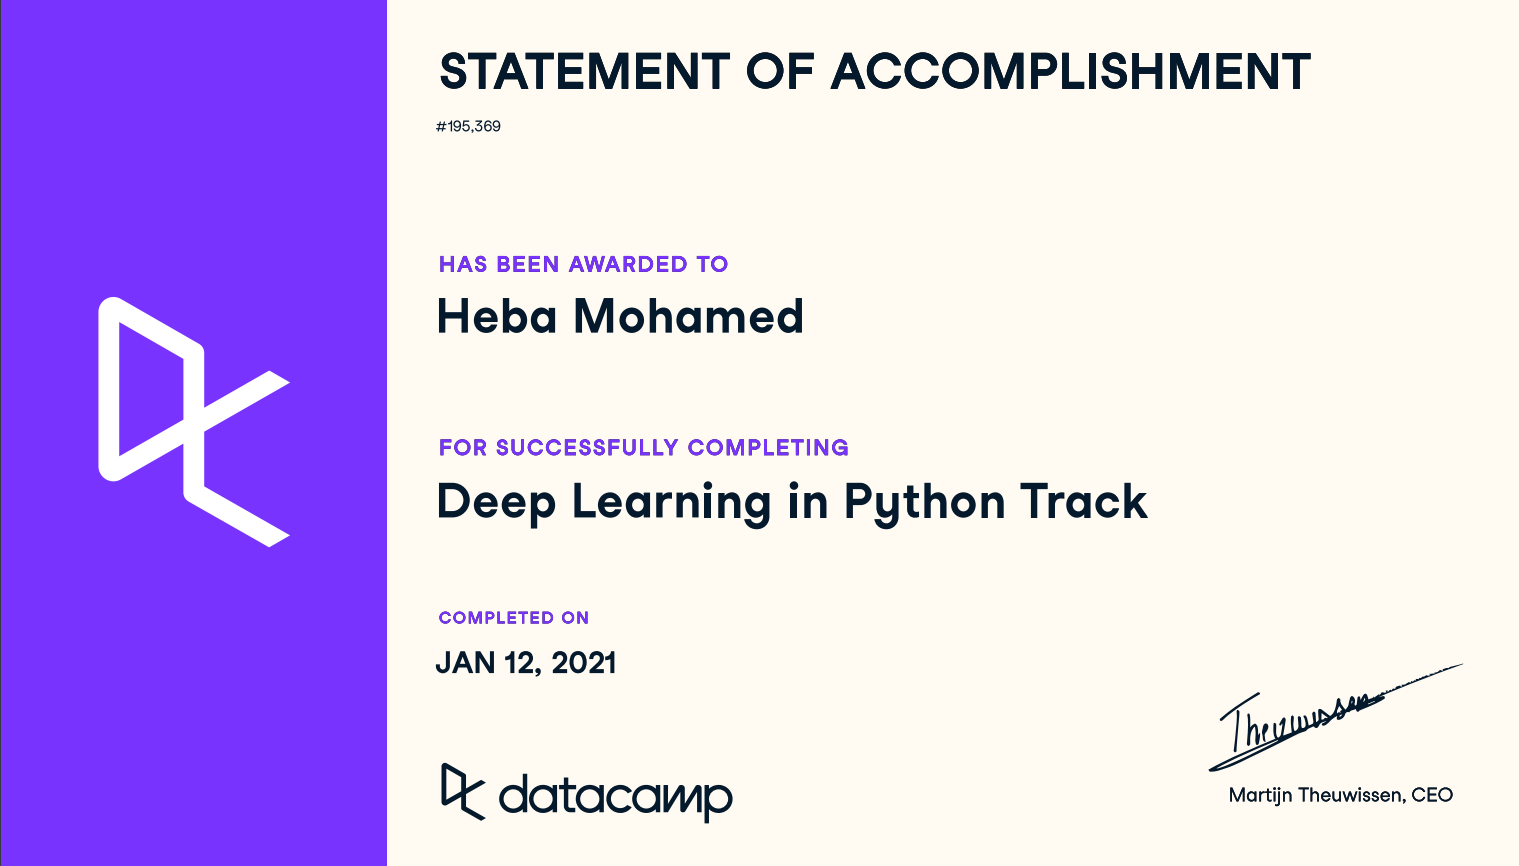 STATEMENT OF ACCOMPLISHMENT
#195,369
HAS BEEN AWARDED TO
Heba Mohamed
FOR SUCCESSFULLY COMPLETING
Deep Learning in Python Track
COMPLETED ON
JAN 12, 2021
Theuwissen
datacamp
Martijn Theuwissen, CEO